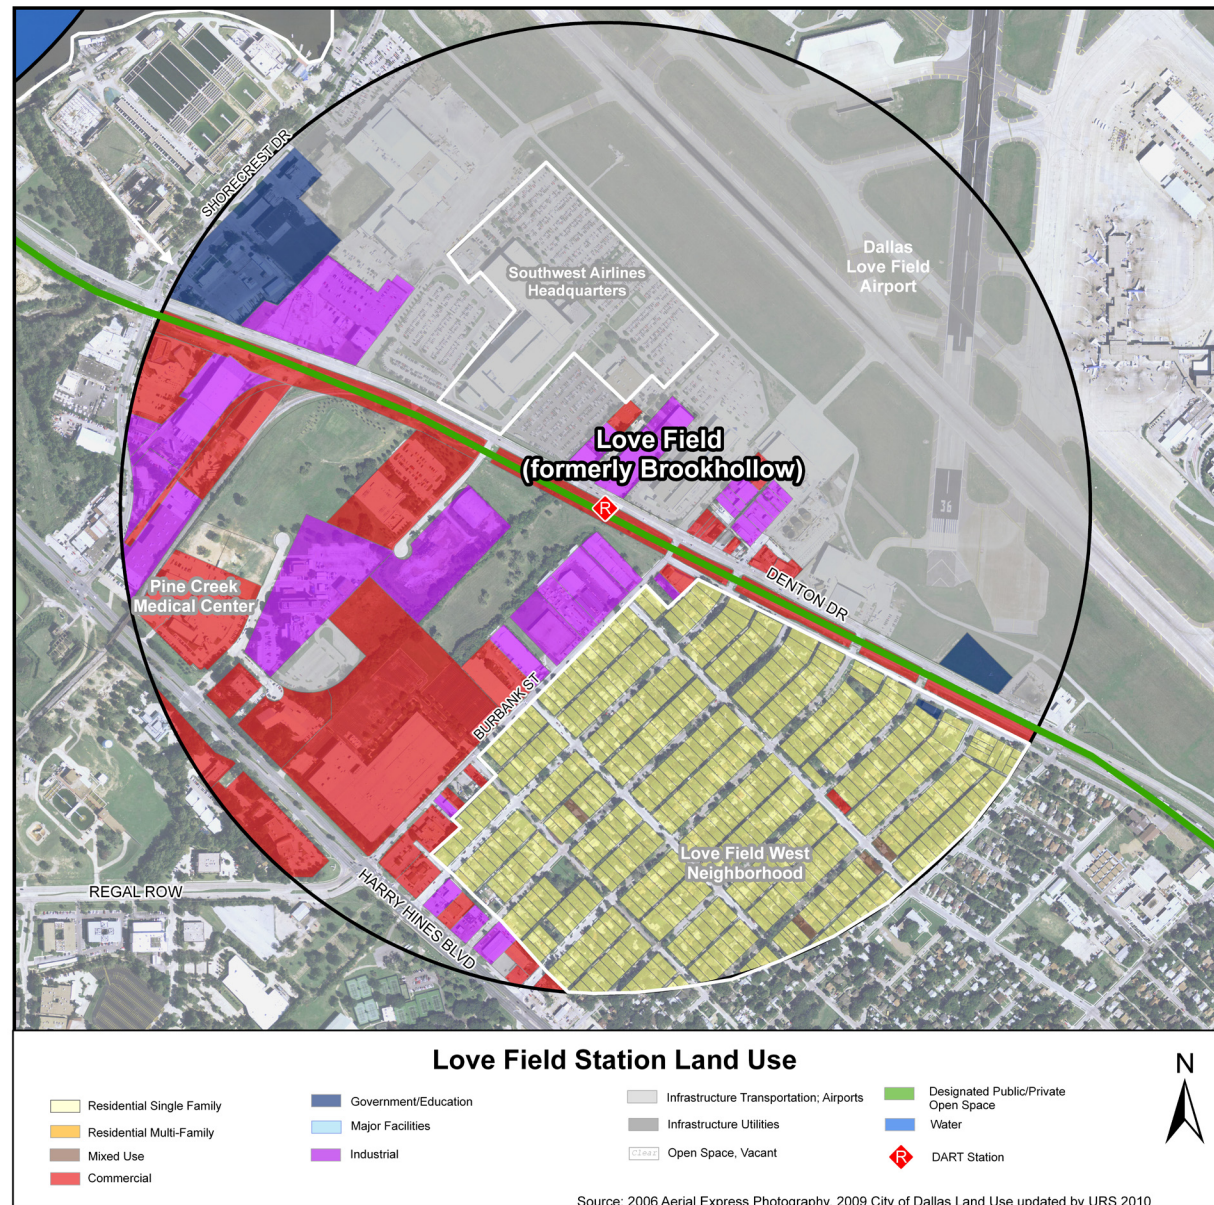 SHORECREST DR
Dallas
Love Field
Airport
Southwest Airlines
Headquarters
Love Field
(formerly Brookhollow)
R
36
DENTON DR
Pine Creek
Medical Center
BURBANK ST
Love Field West
Neighborhood
REGAL ROW
HARRY HINES BLVD
Love Field Station Land Use
N
Residential Single Family
Residential Multi-Family
Mixed Use
Commercial
Government/Education
Major Facilities
Industrial
Infrastructure Transportation; Airports
Infrastructure Utilities
Clear
Open Space, Vacant
Designated Public/Private
Open Space
Water
R
DART Station
Source: 2006 Aerial Express Photography, 2009 City of Dallas Land Use updated by URS 2010